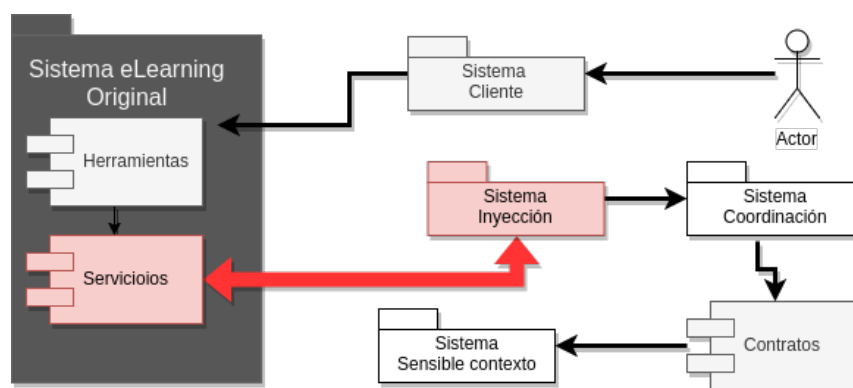 Sistema eLearning
Original
Herramientas
Servicioios
Sistema
Cliente
Actor
Sistema
Inyección
Sistema
Coordinación
Contratos
Sistema
Sensible contexto